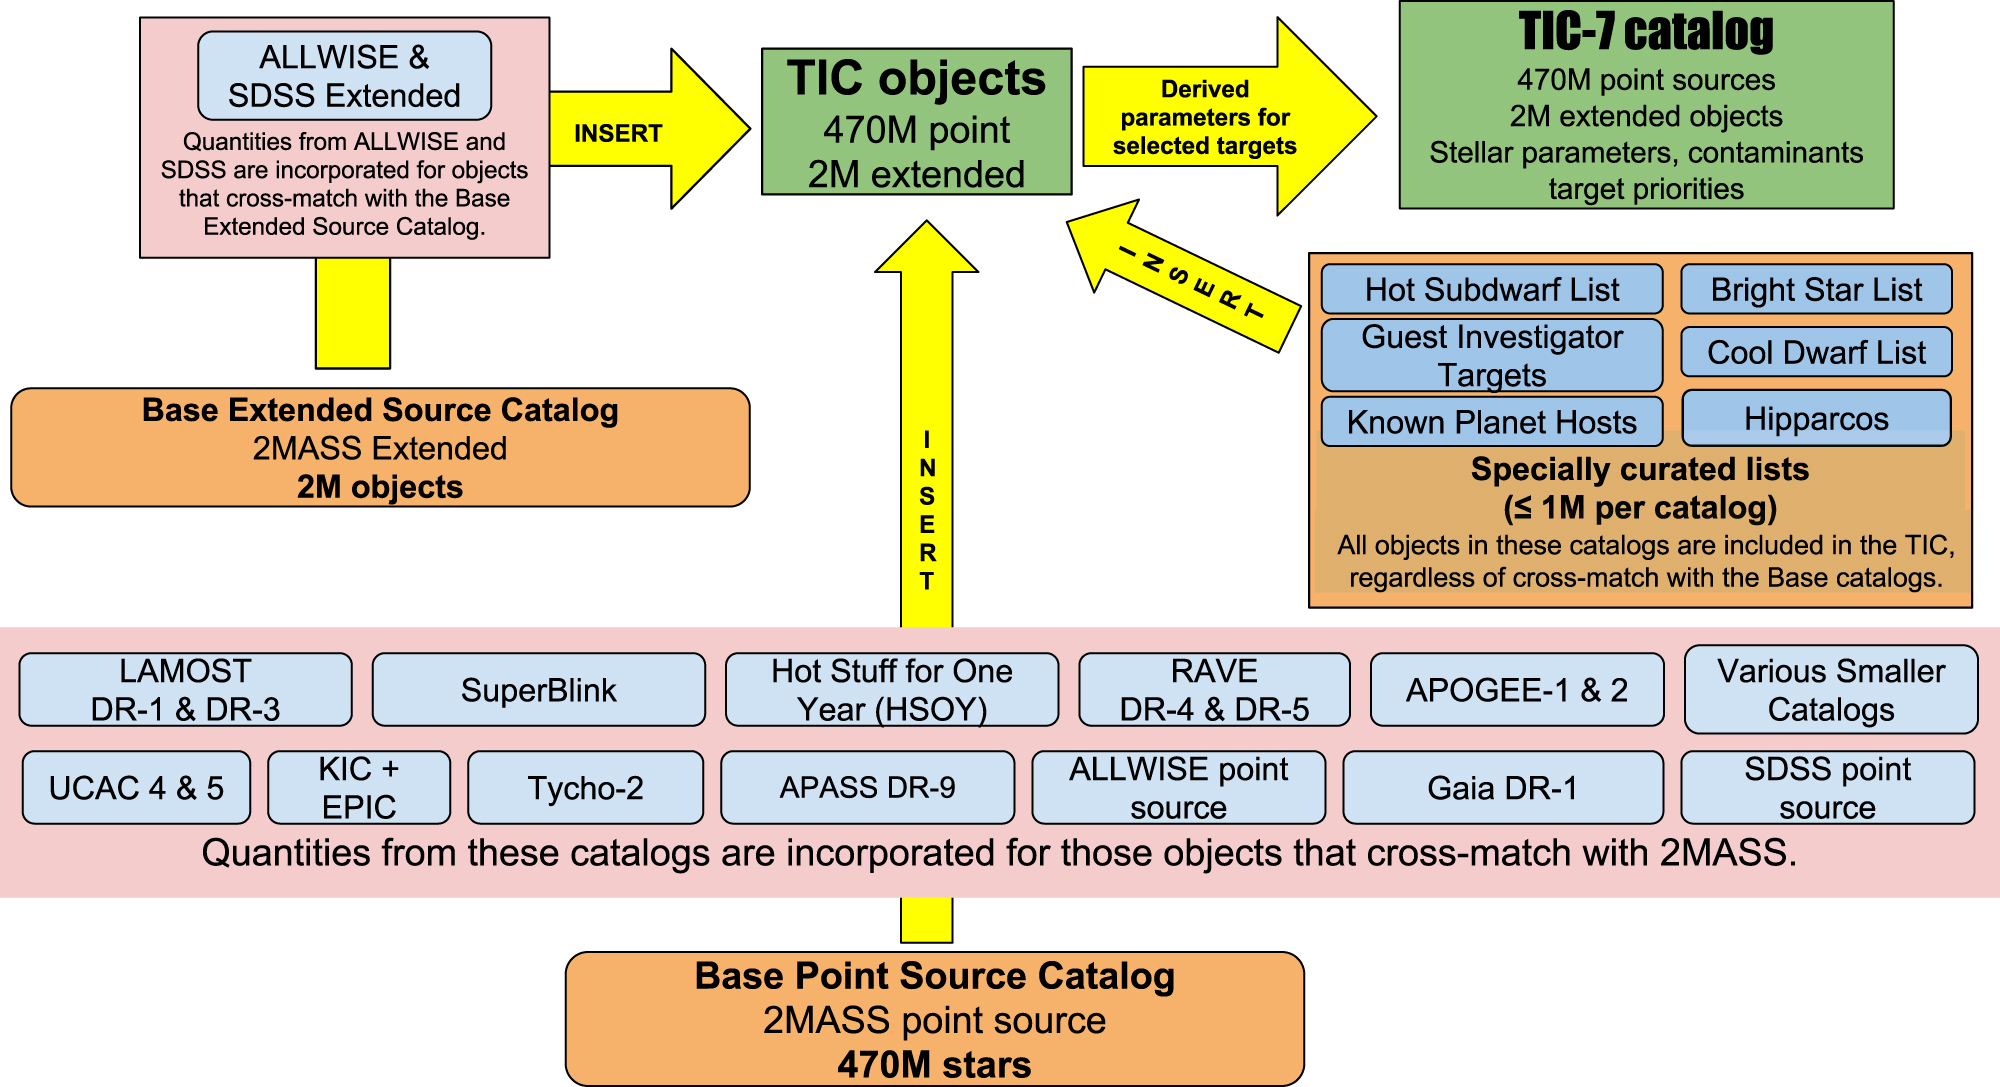 ALLWISE &
SDSS Extended
Quantities from ALLWISE and
SDSS are incorporated for objects
that cross-match with the Base
Extended Source Catalog.
INSERT
TIC objects
470M point
2M extended
Derived
parameters for
selected targets
TIC-7 catalog
470M point sources
2M extended objects
Stellar parameters, contaminants
target priorities
INSERT
Hot Subdwarf List
Bright Star List
Guest Investigator
Targets
Cool Dwarf List
Known Planet Hosts
Hipparcos
Specially curated lists
(≤ 1M per catalog)
All objects in these catalogs are included in the TIC,
regardless of cross-match with the Base catalogs.
Base Extended Source Catalog
2MASS Extended
2M objects
INSERT
LAMOST
DR-1 & DR-3
SuperBlink
Hot Stuff for One
Year (HSOY)
RAVE
DR-4 & DR-5
APOGEE-1 & 2
Various Smaller
Catalogs
UCAC 4 & 5
KIC +
EPIC
Tycho-2
APASS DR-9
ALLWISE point
source
Gaia DR-1
SDSS point
source
Quantities from these catalogs are incorporated for those objects that cross-match with 2MASS.
Base Point Source Catalog
2MASS point source
470M stars